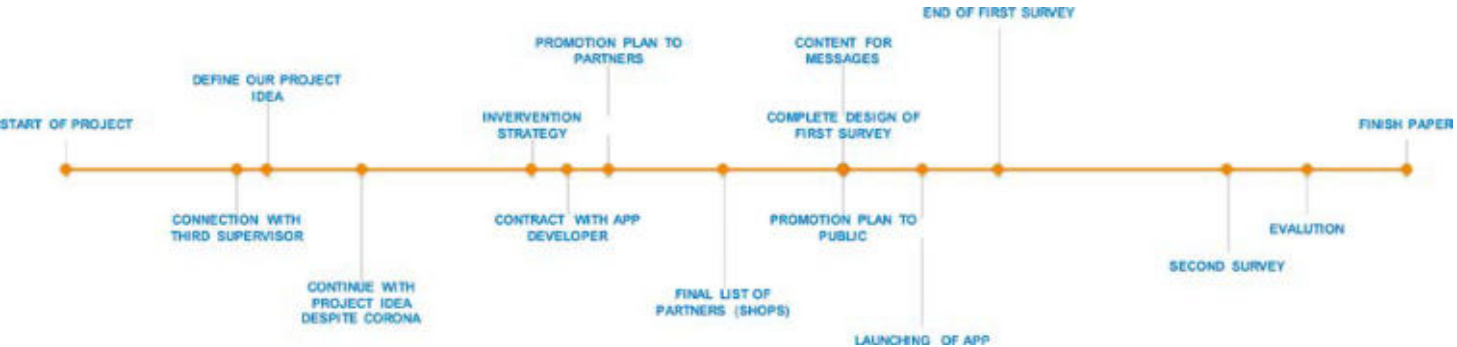 START OF PROJECT
CONNECTION WITH
THIRD SUPERVISOR
DEFINE OUR PROJECT
IDEA
CONTINUE WITH
PROJECT IDEA
DESPITE CORONA
INVERVENTION
STRATEGY
CONTRACT WITH APP
DEVELOPER
PROMOTION PLAN TO
PARTNERS
FINAL LIST OF
PARTNERS (SHOPS)
CONTENT FOR
MESSAGES
COMPLETE DESIGN OF
FIRST SURVEY
PROMOTION PLAN TO
PUBLIC
LAUNCHING OF APP
END OF FIRST SURVEY
SECOND SURVEY
EVALUTION
FINISH PAPER